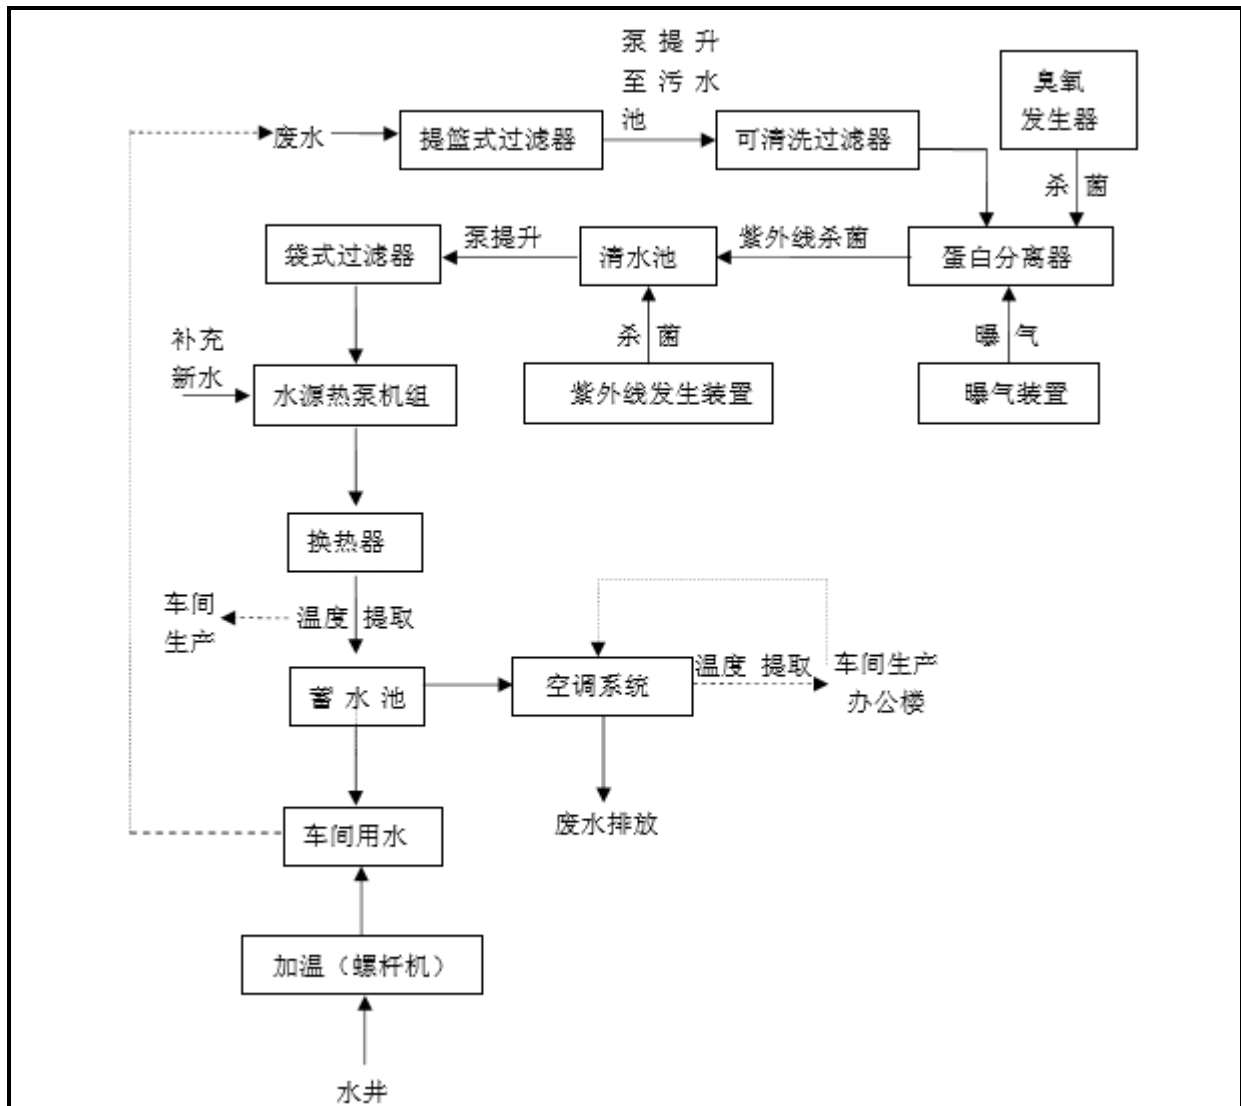 泵 提 升
至 污 水
池
臭氧
发生器
废水
提篮式过滤器
可清洗过滤器
杀 菌
袋式过滤器
泵提升
清水池
紫外线杀菌
蛋白分离器
补充
新水
杀 菌
曝 气
水源热泵机组
紫外线发生装置
曝气装置
换热器
车间
生产
温度 提取
蓄 水 池
空调系统
温度 提取
车间生产
办公楼
车间用水
废水排放
加温（螺杆机）
水井